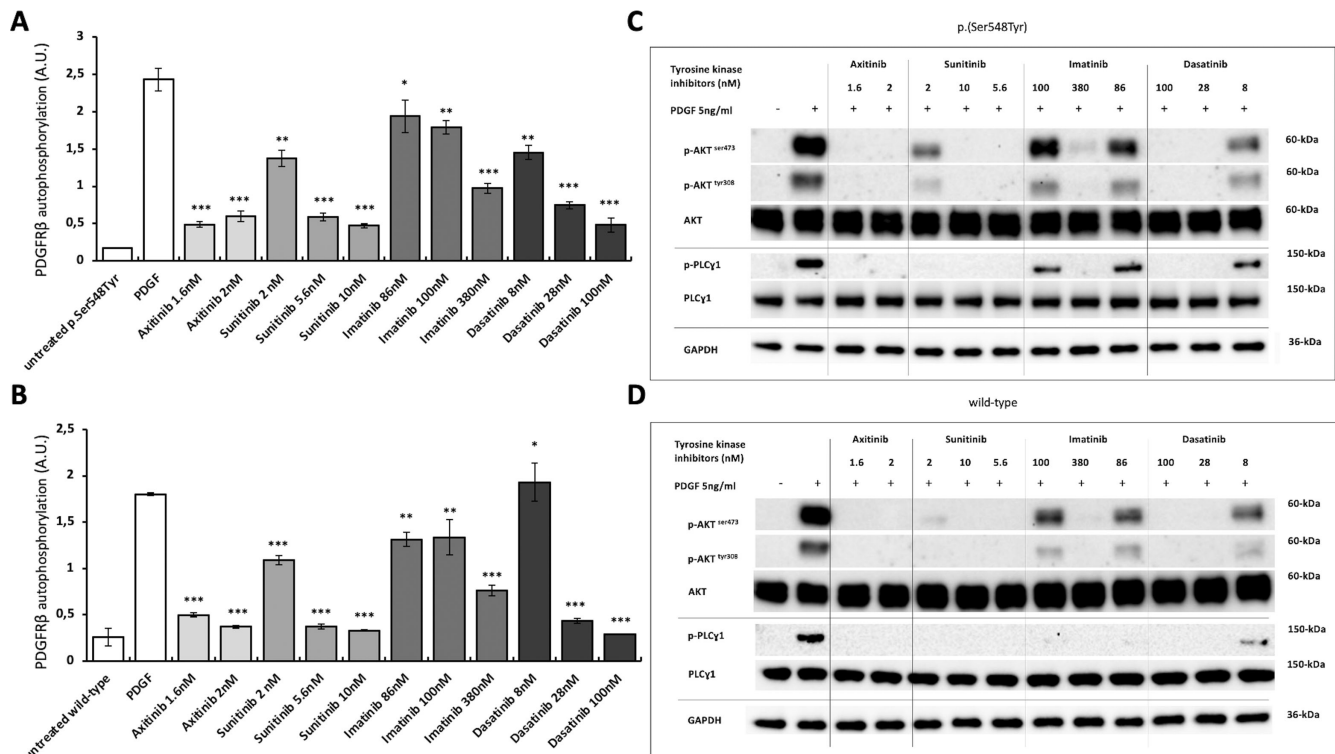 A
PDGFRβ autophosphorylation (A.U.)
3
2,5
2
1,5
1
0,5
0
***
***
**
***
***
*
**
***
**
***
***
untreated p.Ser548Tyr
PDGF
Axitinib 1.6nM
Axitinib 2nM
Sunitinib 2 nM
Sunitinib 5.6nM
Sunitinib 10nM
Imatinib 86nM
Imatinib 100nM
Imatinib 380nM
Dasatinib 8nM
Dasatinib 28nM
Dasatinib 100nM
B
PDGFRβ autophosphorylation (A.U.)
2,5
2
1,5
1
0,5
0
***
***
***
***
***
**
**
***
*
***
***
untreated wild-type
PDGF
Axitinib 1.6nM
Axitinib 2nM
Sunitinib 2 nM
Sunitinib 5.6nM
Sunitinib 10nM
Imatinib 86nM
Imatinib 100nM
Imatinib 380nM
Dasatinib 8nM
Dasatinib 28nM
Dasatinib 100nM
C
p.(Ser548Tyr)
Axitinib Sunitinib Imatinib Dasatinib
Tyrosine kinase
inhibitors (nM) 1.6 2 2 10 5.6 100 380 86 100 28 8
PDGF 5ng/ml - + + + + + + + + + + + +
p-AKT ser473 60-kDa
p-AKT tyr308
AKT 60-kDa
p-PLCγ1 150-kDa
PLCγ1 150-kDa
GAPDH 36-kDa
D
wild-type
Axitinib Sunitinib Imatinib Dasatinib
Tyrosine kinase
inhibitors (nM) 1.6 2 2 10 5.6 100 380 86 100 28 8
PDGF 5ng/ml - + + + + + + + + + + + +
p-AKT ser473 60-kDa
p-AKT tyr308 60-kDa
AKT 60-kDa
p-PLCγ1 150-kDa
PLCγ1 150-kDa
GAPDH 36-kDa